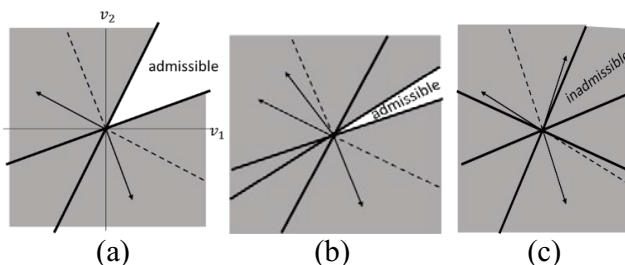 v₂
admissible
v₁
admissible
inadmissible
(a) (b) (c)